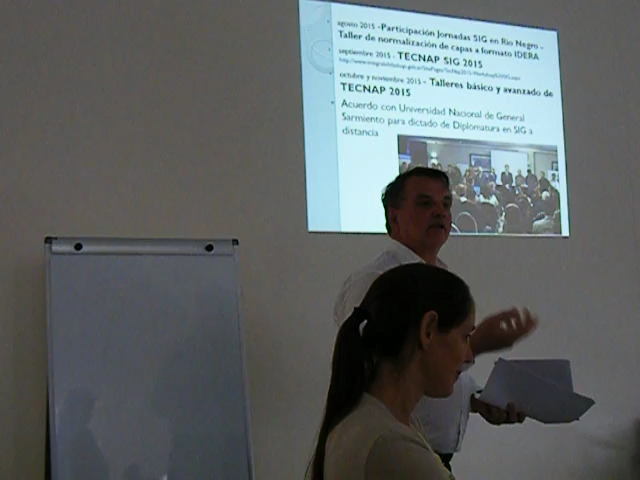 agosto 2015 -Participación Jornadas SIG en Rio Negro -
Taller de normalización de capas a formato IDERA
septiembre 2015 - TECNAP SIG 2015
octubre y noviembre 2015 - Talleres básico y avanzado de
TECNAP 2015
Acuerdo con Universidad Nacional de General
Sarmiento para dictado de Diplomatura en SIG a
distancia